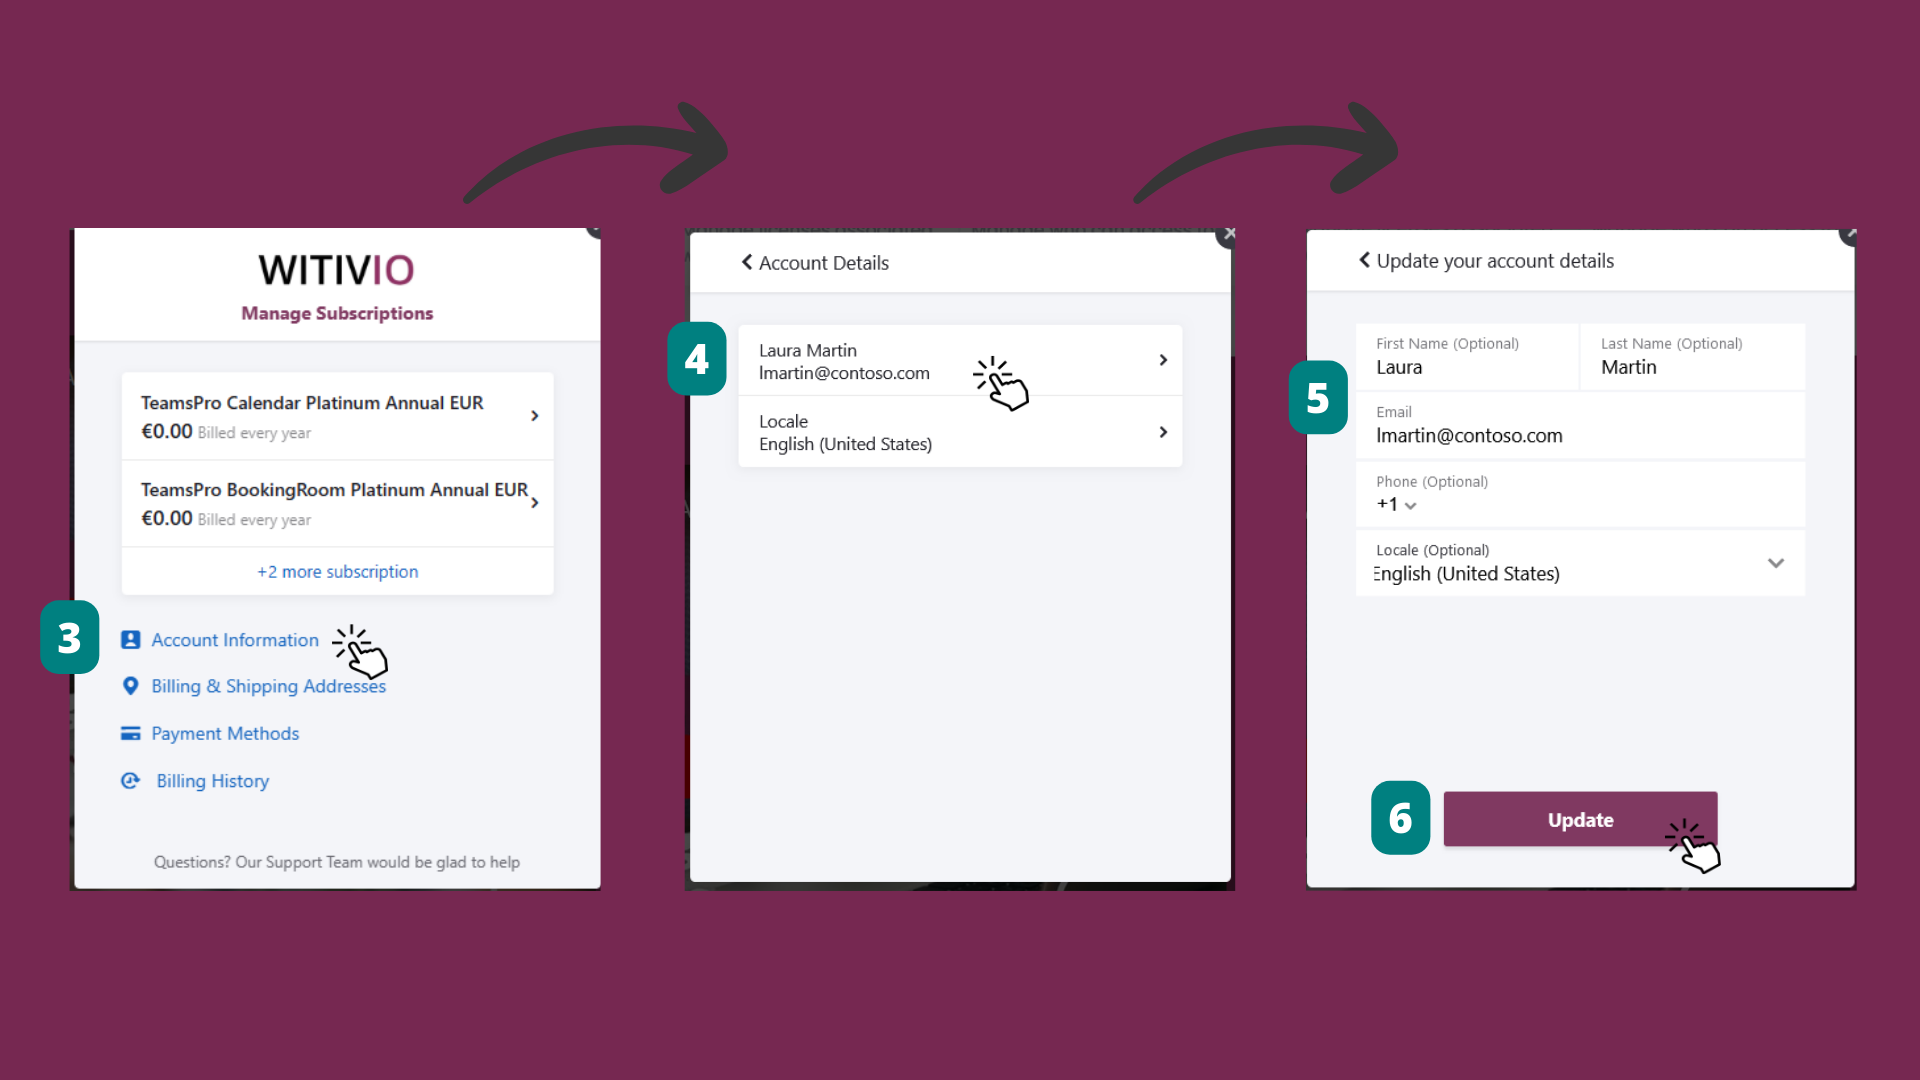 WITIVIO
Manage Subscriptions
TeamsPro Calendar Platinum Annual EUR
€0.00 Billed every year
TeamsPro BookingRoom Platinum Annual EUR
€0.00 Billed every year
+2 more subscription
3
Account Information
Billing & Shipping Addresses
Payment Methods
Billing History
Questions? Our Support Team would be glad to help
Account Details
4
Laura Martin
lmartin@contoso.com
Locale
English (United States)
Update your account details
5
First Name (Optional)
Laura
Last Name (Optional)
Martin
Email
lmartin@contoso.com
Phone (Optional)
+1
Locale (Optional)
English (United States)
6
Update